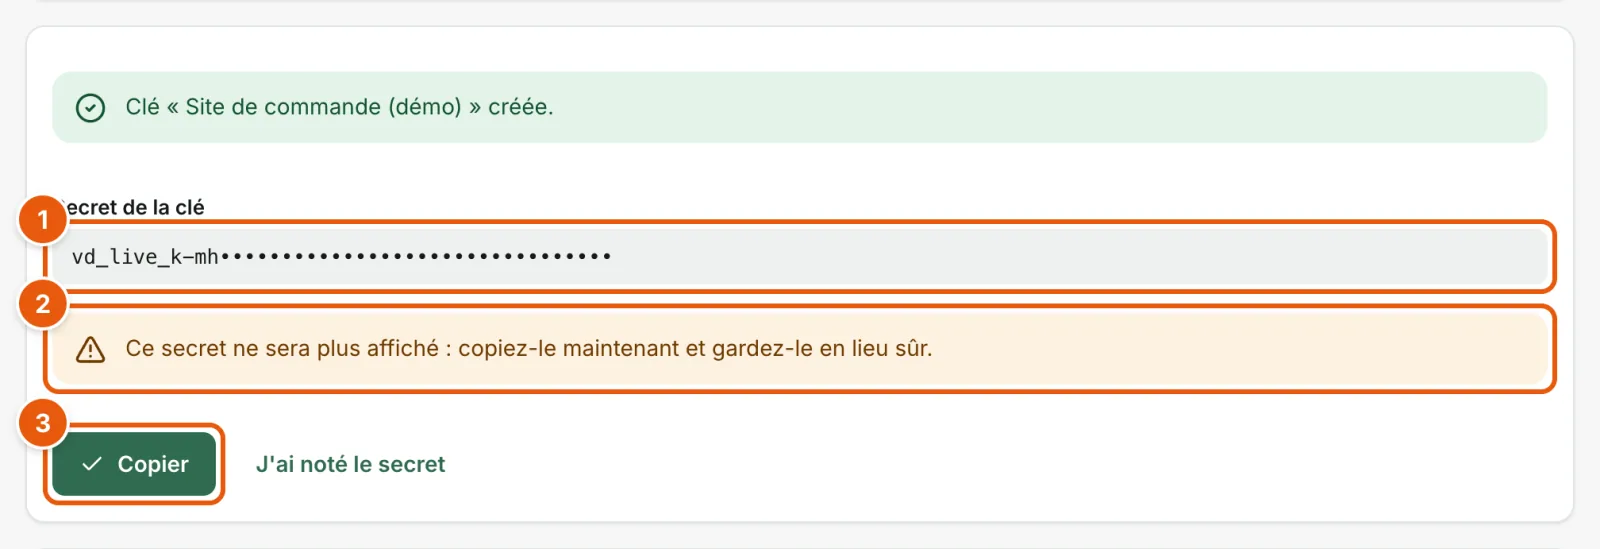 Clé « Site de commande (démo) » créée.
1
ecret de la clé
vd_live_k-mh••••••••••••••••••••••••••••••••
2
Ce secret ne sera plus affiché : copiez-le maintenant et gardez-le en lieu sûr.
3
Copier
J'ai noté le secret